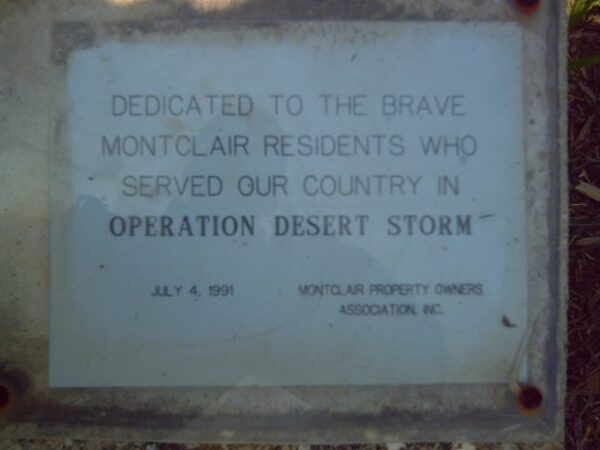 DEDICATED TO THE BRAVE
MONTCLAIR RESIDENTS WHO
SERVED OUR COUNTRY IN
OPERATION DESERT STORM
JULY 4, 1991
MONTCLAIR PROPERTY OWNERS
ASSOCIATION, INC.